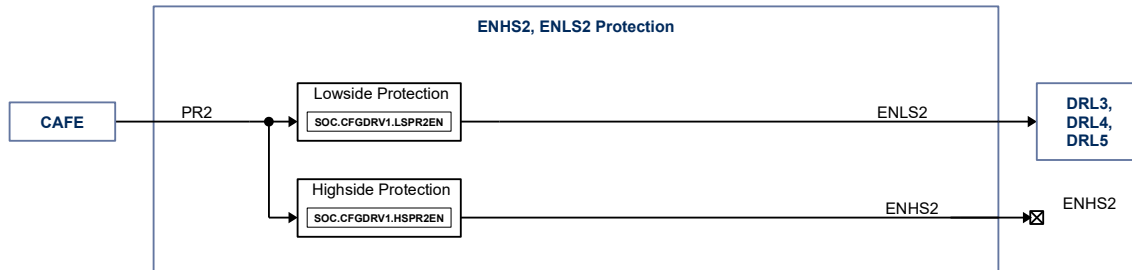 ENHS2, ENLS2 Protection
Lowside Protection
SOC.CFGDRV1.LSPR2EN
CAFE
PR2
ENLS2
DRL3,
DRL4,
DRL5
Highside Protection
SOC.CFGDRV1.HSPR2EN
ENHS2
ENHS2